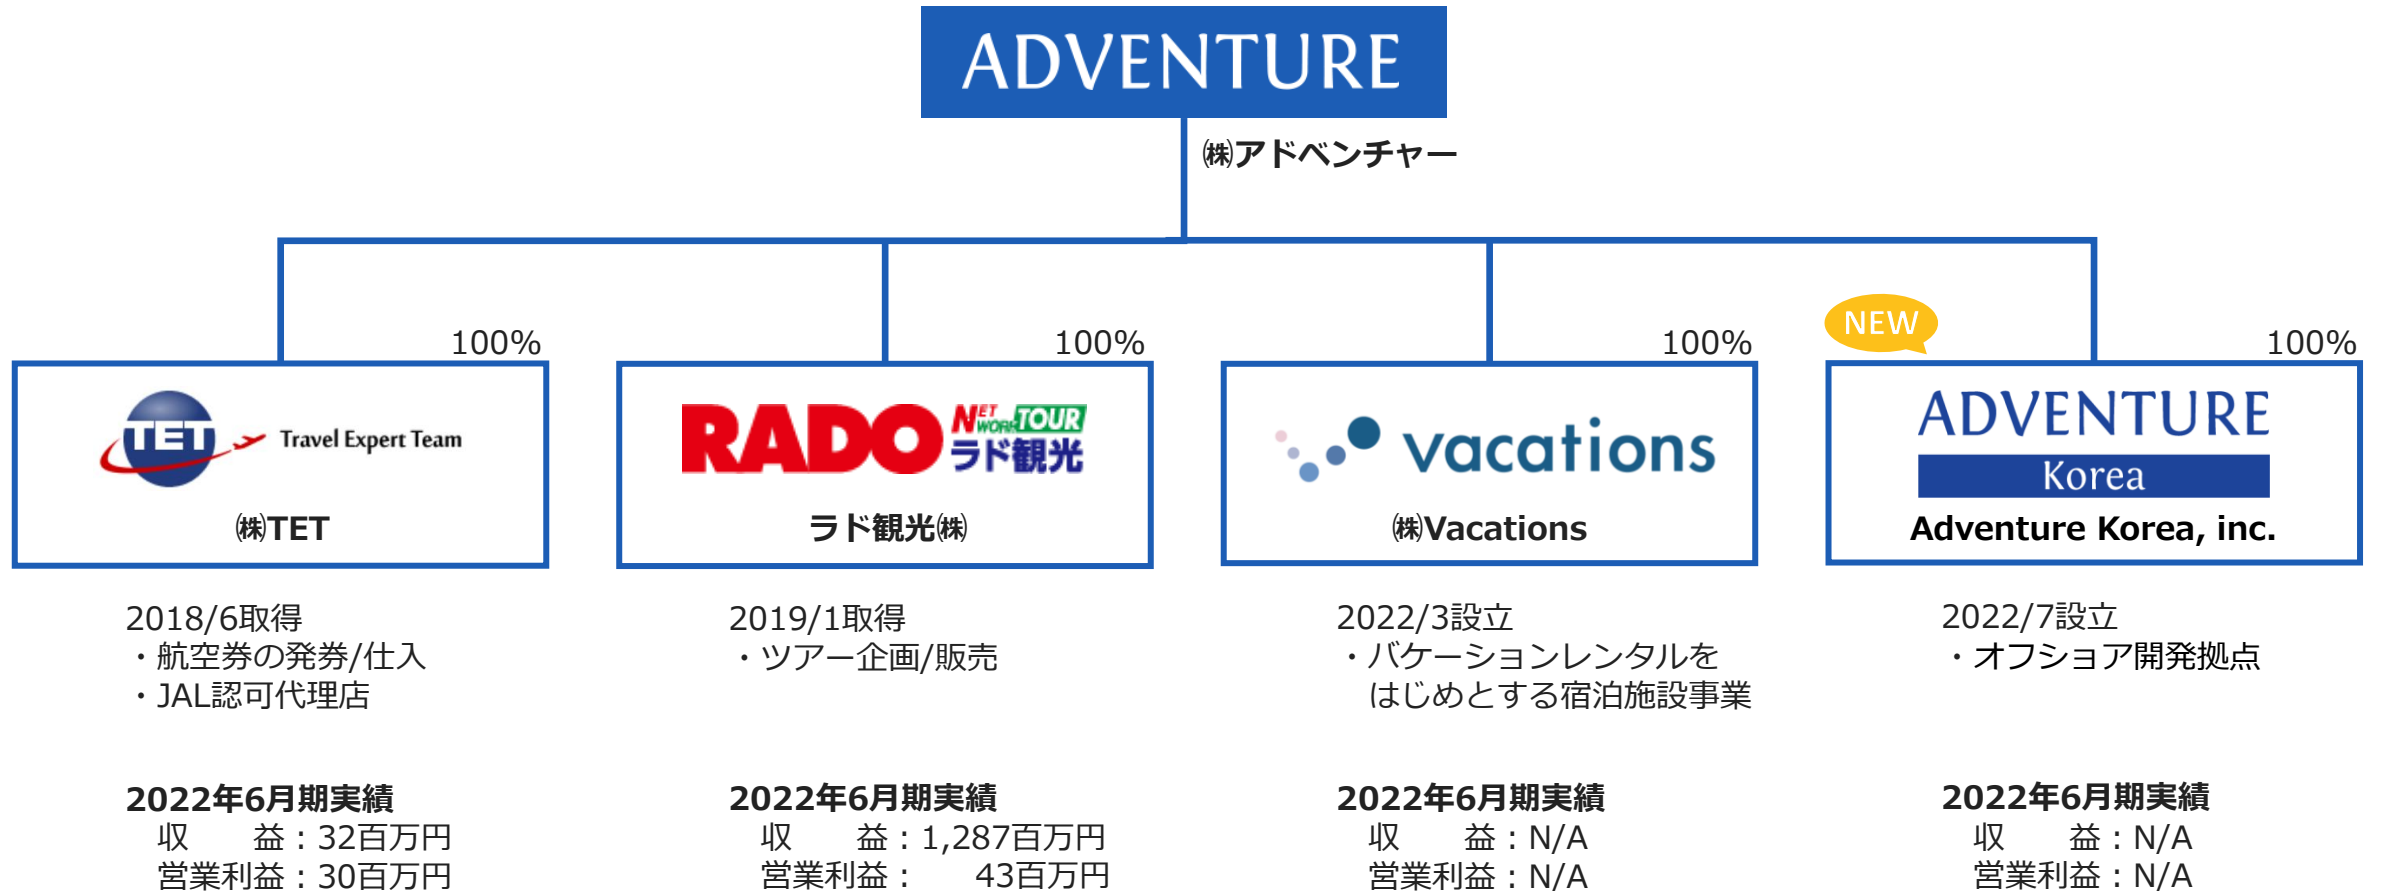 ADVENTURE
㈱アドベンチャー
100%
TET Travel Expert Team
㈱TET
2018/6取得
・航空券の発券/仕入
・JAL認可代理店
2022年6月期実績
収　　益：32百万円
営業利益：30百万円
100%
RADO NET WORK TOUR
ラド観光
ラド観光㈱
2019/1取得
・ツアー企画/販売
2022年6月期実績
収　　益：1,287百万円
営業利益：　43百万円
100%
vacations
㈱Vacations
2022/3設立
・バケーションレンタルを
はじめとする宿泊施設事業
2022年6月期実績
収　　益：N/A
営業利益：N/A
NEW
100%
ADVENTURE
Korea
Adventure Korea, inc.
2022/7設立
・オフショア開発拠点
2022年6月期実績
収　　益：N/A
営業利益：N/A